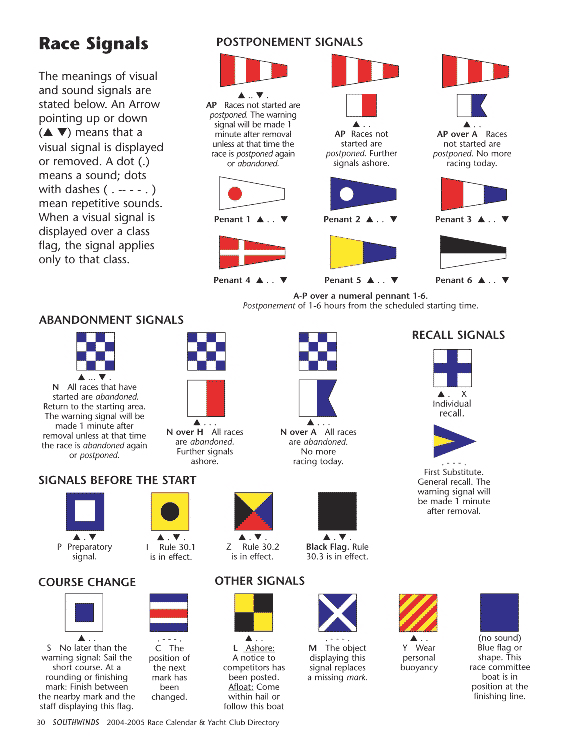 Race Signals
The meanings of visual
and sound signals are
stated below. An Arrow
pointing up or down
(▲ ▼) means that a
visual signal is displayed
or removed. A dot (.)
means a sound; dots
with dashes ( . – - - . )
mean repetitive sounds.
When a visual signal is
displayed over a class
flag, the signal applies
only to that class.
POSTPONEMENT SIGNALS
▲ .. ▼ .
AP Races not started are
postponed. The warning
signal will be made 1
minute after removal
unless at that time the
race is postponed again
or abandoned.
▲ . .
AP Races not
started are
postponed. Further
signals ashore.
▲ . .
AP over A Races
not started are
postponed. No more
racing today.
Penant 1 ▲ . . ▼
Penant 2 ▲ . . ▼
Penant 3 ▲ . . ▼
Penant 4 ▲ . . ▼
Penant 5 ▲ . . ▼
Penant 6 ▲ . . ▼
A-P over a numeral pennant 1-6.
Postponement of 1-6 hours from the scheduled starting time.
ABANDONMENT SIGNALS
▲ ... ▼ .
N All races that have
started are abandoned.
Return to the starting area.
The warning signal will be
made 1 minute after
removal unless at that time
the race is abandoned again
or postponed.
▲ . . .
N over H All races
are abandoned.
Further signals
ashore.
▲ . . .
N over A All races
are abandoned.
No more
racing today.
RECALL SIGNALS
▲ . X
Individual
recall.
. - - - .
First Substitute.
General recall. The
warning signal will
be made 1 minute
after removal.
SIGNALS BEFORE THE START
▲ . ▼
P Preparatory
signal.
▲ . ▼
I Rule 30.1
is in effect.
▲ . ▼
Z Rule 30.2
is in effect.
▲ . ▼
Black Flag. Rule
30.3 is in effect.
COURSE CHANGE
▲ . .
S No later than the
warning signal: Sail the
short course. At a
rounding or finishing
mark: Finish between
the nearby mark and the
staff displaying this flag.
. - - - .
C The
position of
the next
mark has
been
changed.
OTHER SIGNALS
▲ . .
L Ashore:
A notice to
competitors has
been posted.
Afloat: Come
within hail or
follow this boat
. - - - .
M The object
displaying this
signal replaces
a missing mark.
▲ . .
Y Wear
personal
buoyancy
(no sound)
Blue flag or
shape. This
race committee
boat is in
position at the
finishing line.
30 SOUTHWINDS 2004-2005 Race Calendar & Yacht Club Directory